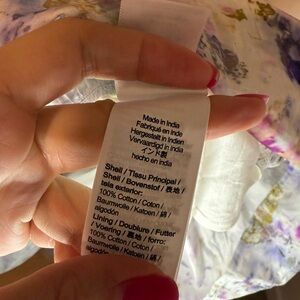 Made in India
Fabriqué en Inde
Hergestellt in Indien
Vervaardigd in India
インド製
hecho en india
Shell / Tissu Principal /
Shell / Bovenstof / 表地 /
tela exterior:
100% Cotton / Coton /
Baumwolle / Katoen / 綿 /
algodón
Lining / Doublure / Futter
/ Voering / 裏地 / forro:
100% Cotton / Coton /
Baumwolle / Katoen / 綿 /
algodón